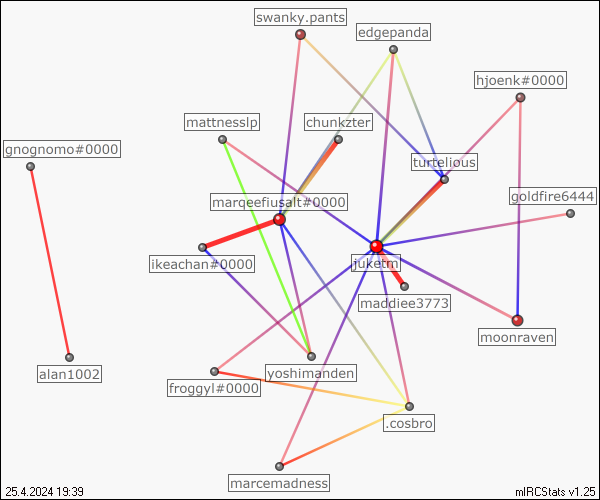 swanky.pants
edgepanda
hjoenk#0000
mattnesslp
chunkzter
gnognomo#0000
turtelious
goldfire6444
marqeefiusalt#0000
ikeachan#0000
juketm
maddiee3773
moonraven
alan1002
yoshimanden
froggyl#0000
.cosbro
marcemadness
25.4.2024 19:39
mIRCStats v1.25